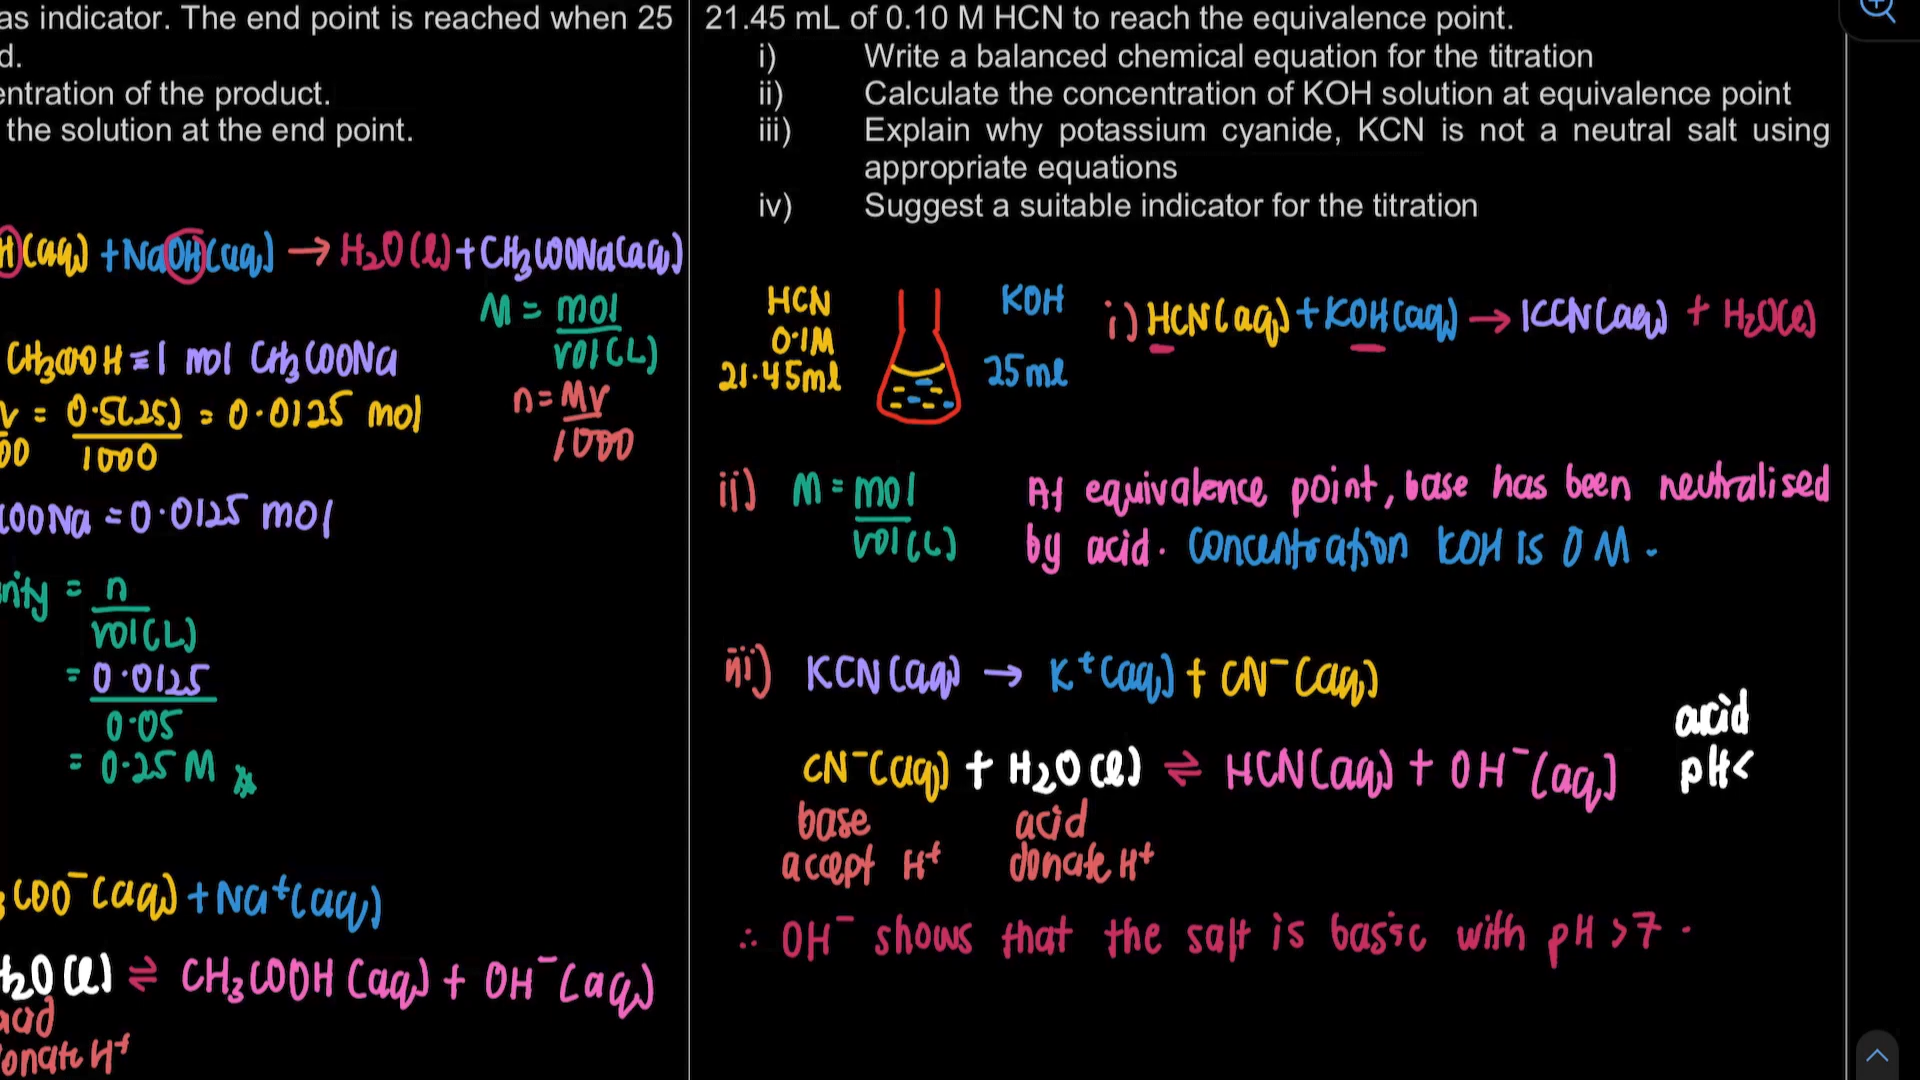 as indicator. The end point is reached when 25
d.
entration of the product.
the solution at the end point.
H(aq) + NaOH(aq) → H₂O(l) + CH₃COONa(aq)
M = mol
vol(L)
n = MV
1000
CH₃COOH ≡ 1 mol CH₃COONa
V = 0.5(25) = 0.0125 mol
00 1000
COONa = 0.0125 mol
rity = n
vol(L)
= 0.0125
0.05
= 0.25 M
COO⁻(aq) + Na⁺(aq)
H₂O(l) ⇌ CH₃COOH(aq) + OH⁻(aq)
acid
donate H⁺
21.45 mL of 0.10 M HCN to reach the equivalence point.
i) Write a balanced chemical equation for the titration
ii) Calculate the concentration of KOH solution at equivalence point
iii) Explain why potassium cyanide, KCN is not a neutral salt using
appropriate equations
iv) Suggest a suitable indicator for the titration
HCN
0.1M
21.45ml
KOH
25ml
i) HCN(aq) + KOH(aq) → KCN(aq) + H₂O(l)
ii) M = mol
vol(L)
At equivalence point, base has been neutralised
by acid. Concentration KOH is 0 M.
iii) KCN(aq) → K⁺(aq) + CN⁻(aq)
CN⁻(aq) + H₂O(l) ⇌ HCN(aq) + OH⁻(aq)
base acid
accept H⁺ donate H⁺
acid
pH<
∴ OH⁻ shows that the salt is basic with pH >7.